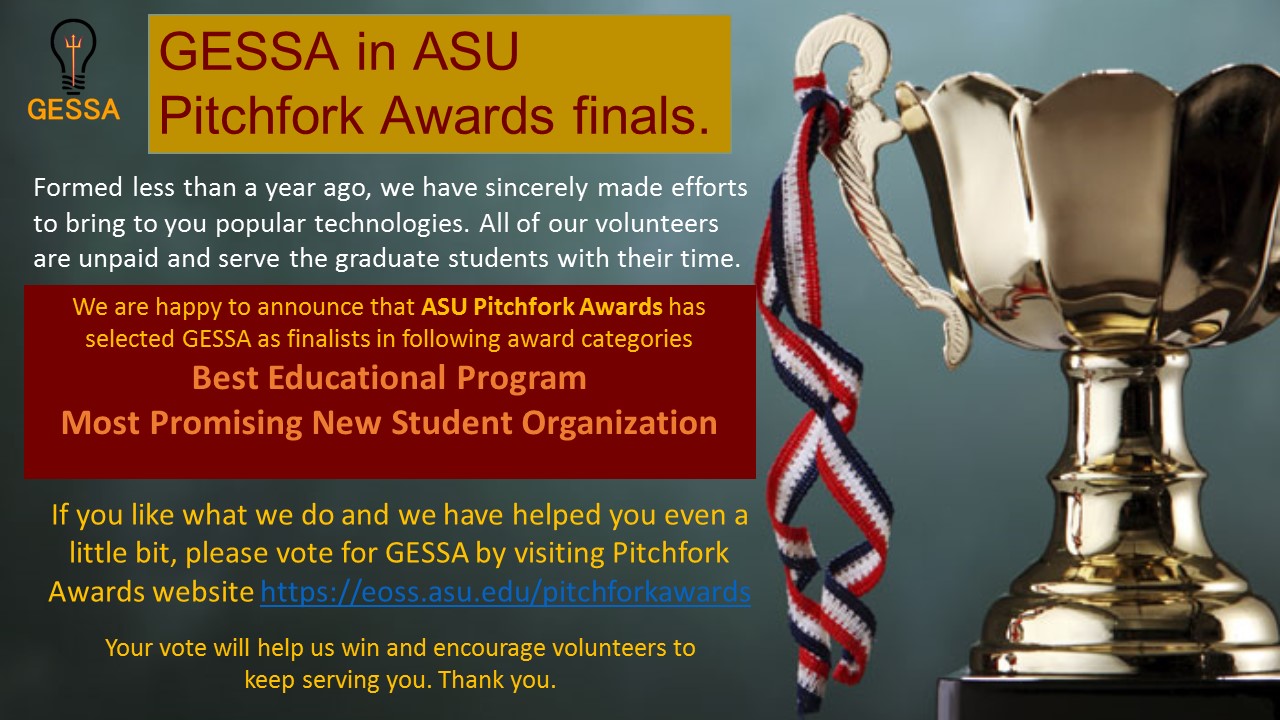 GESSA
GESSA in ASU
Pitchfork Awards finals.
Formed less than a year ago, we have sincerely made efforts
to bring to you popular technologies. All of our volunteers
are unpaid and serve the graduate students with their time.
We are happy to announce that ASU Pitchfork Awards has
selected GESSA as finalists in following award categories
Best Educational Program
Most Promising New Student Organization
If you like what we do and we have helped you even a
little bit, please vote for GESSA by visiting Pitchfork
Awards website https://eoss.asu.edu/pitchforkawards
Your vote will help us win and encourage volunteers to
keep serving you. Thank you.